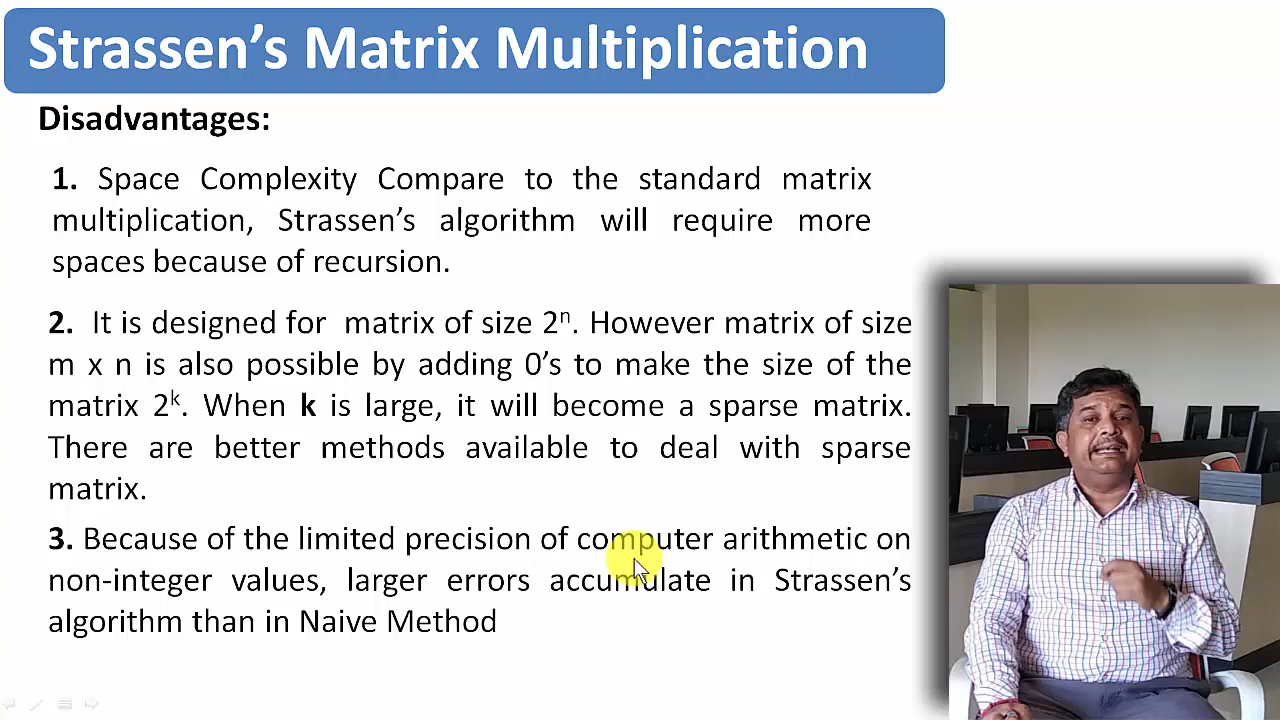 Strassen’s Matrix Multiplication
Disadvantages:
1. Space Complexity Compare to the standard matrix
multiplication, Strassen’s algorithm will require more
spaces because of recursion.
2. It is designed for matrix of size 2ⁿ. However matrix of size
m x n is also possible by adding 0’s to make the size of the
matrix 2ᵏ. When k is large, it will become a sparse matrix.
There are better methods available to deal with sparse
matrix.
3. Because of the limited precision of computer arithmetic on
non-integer values, larger errors accumulate in Strassen’s
algorithm than in Naive Method